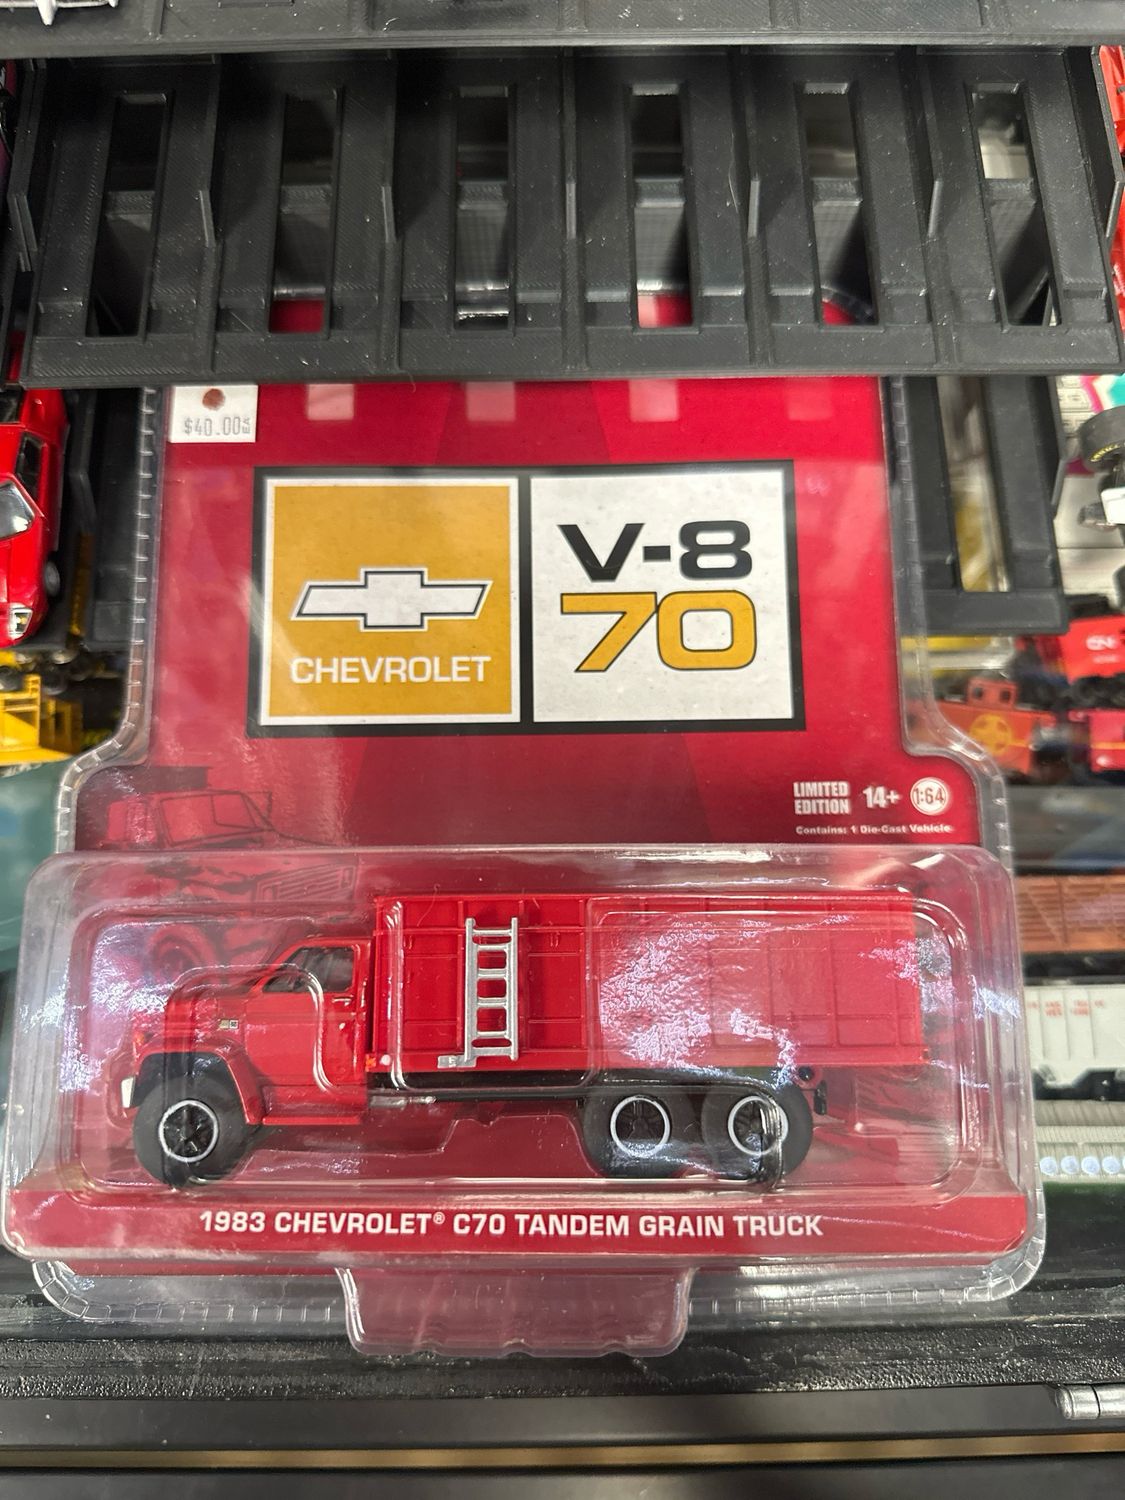 $40.00
CHEVROLET
V-8
70
LIMITED
EDITION
14+
1:64
Contains: 1 Die-Cast Vehicle
1983 CHEVROLET® C70 TANDEM GRAIN TRUCK
CN